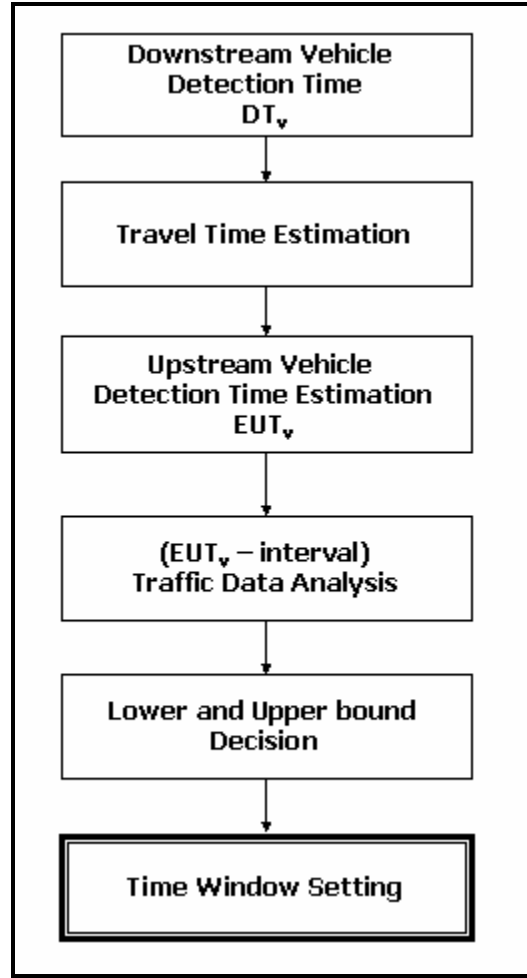 Downstream Vehicle
Detection Time
DTᵥ
Travel Time Estimation
Upstream Vehicle
Detection Time Estimation
EUTᵥ
(EUTᵥ – interval)
Traffic Data Analysis
Lower and Upper bound
Decision
Time Window Setting